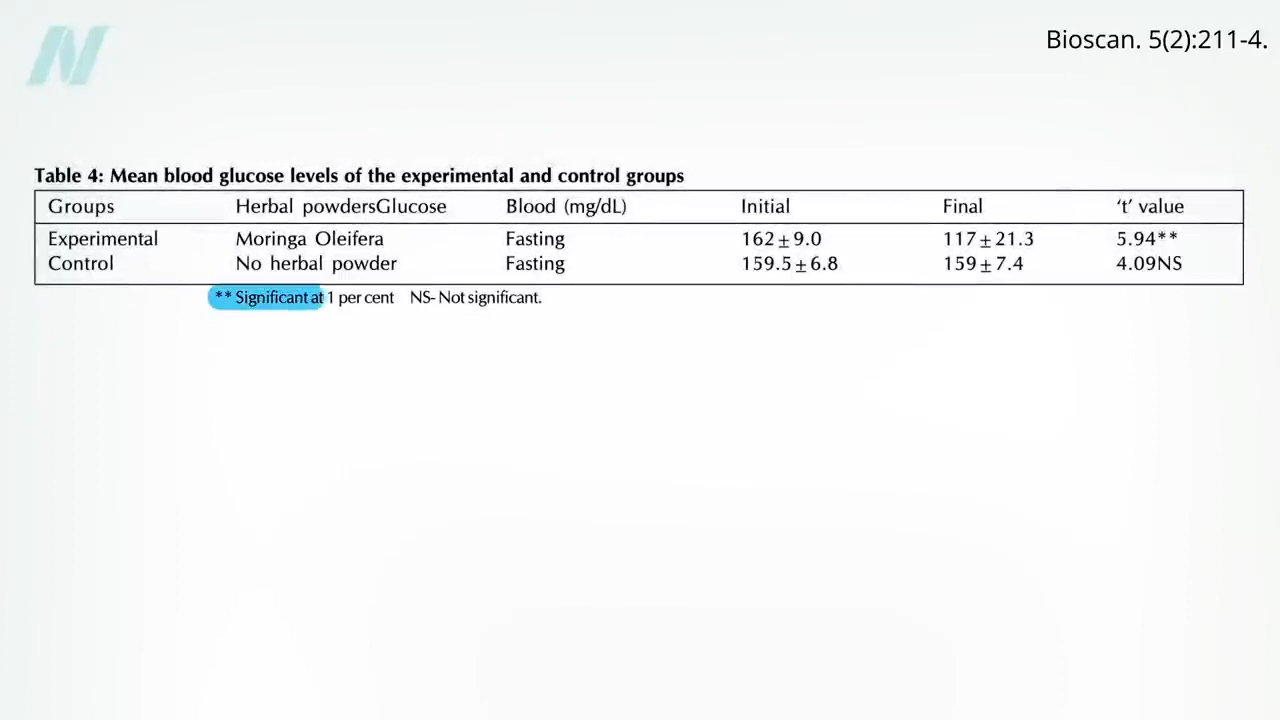 Bioscan. 5(2):211-4.
Table 4: Mean blood glucose levels of the experimental and control groups
Groups Herbal powdersGlucose Blood (mg/dL) Initial Final ‘t’ value
Experimental Moringa Oleifera Fasting 162±9.0 117±21.3 5.94**
Control No herbal powder Fasting 159.5±6.8 159±7.4 4.09NS
** Significant at 1 per cent NS- Not significant.